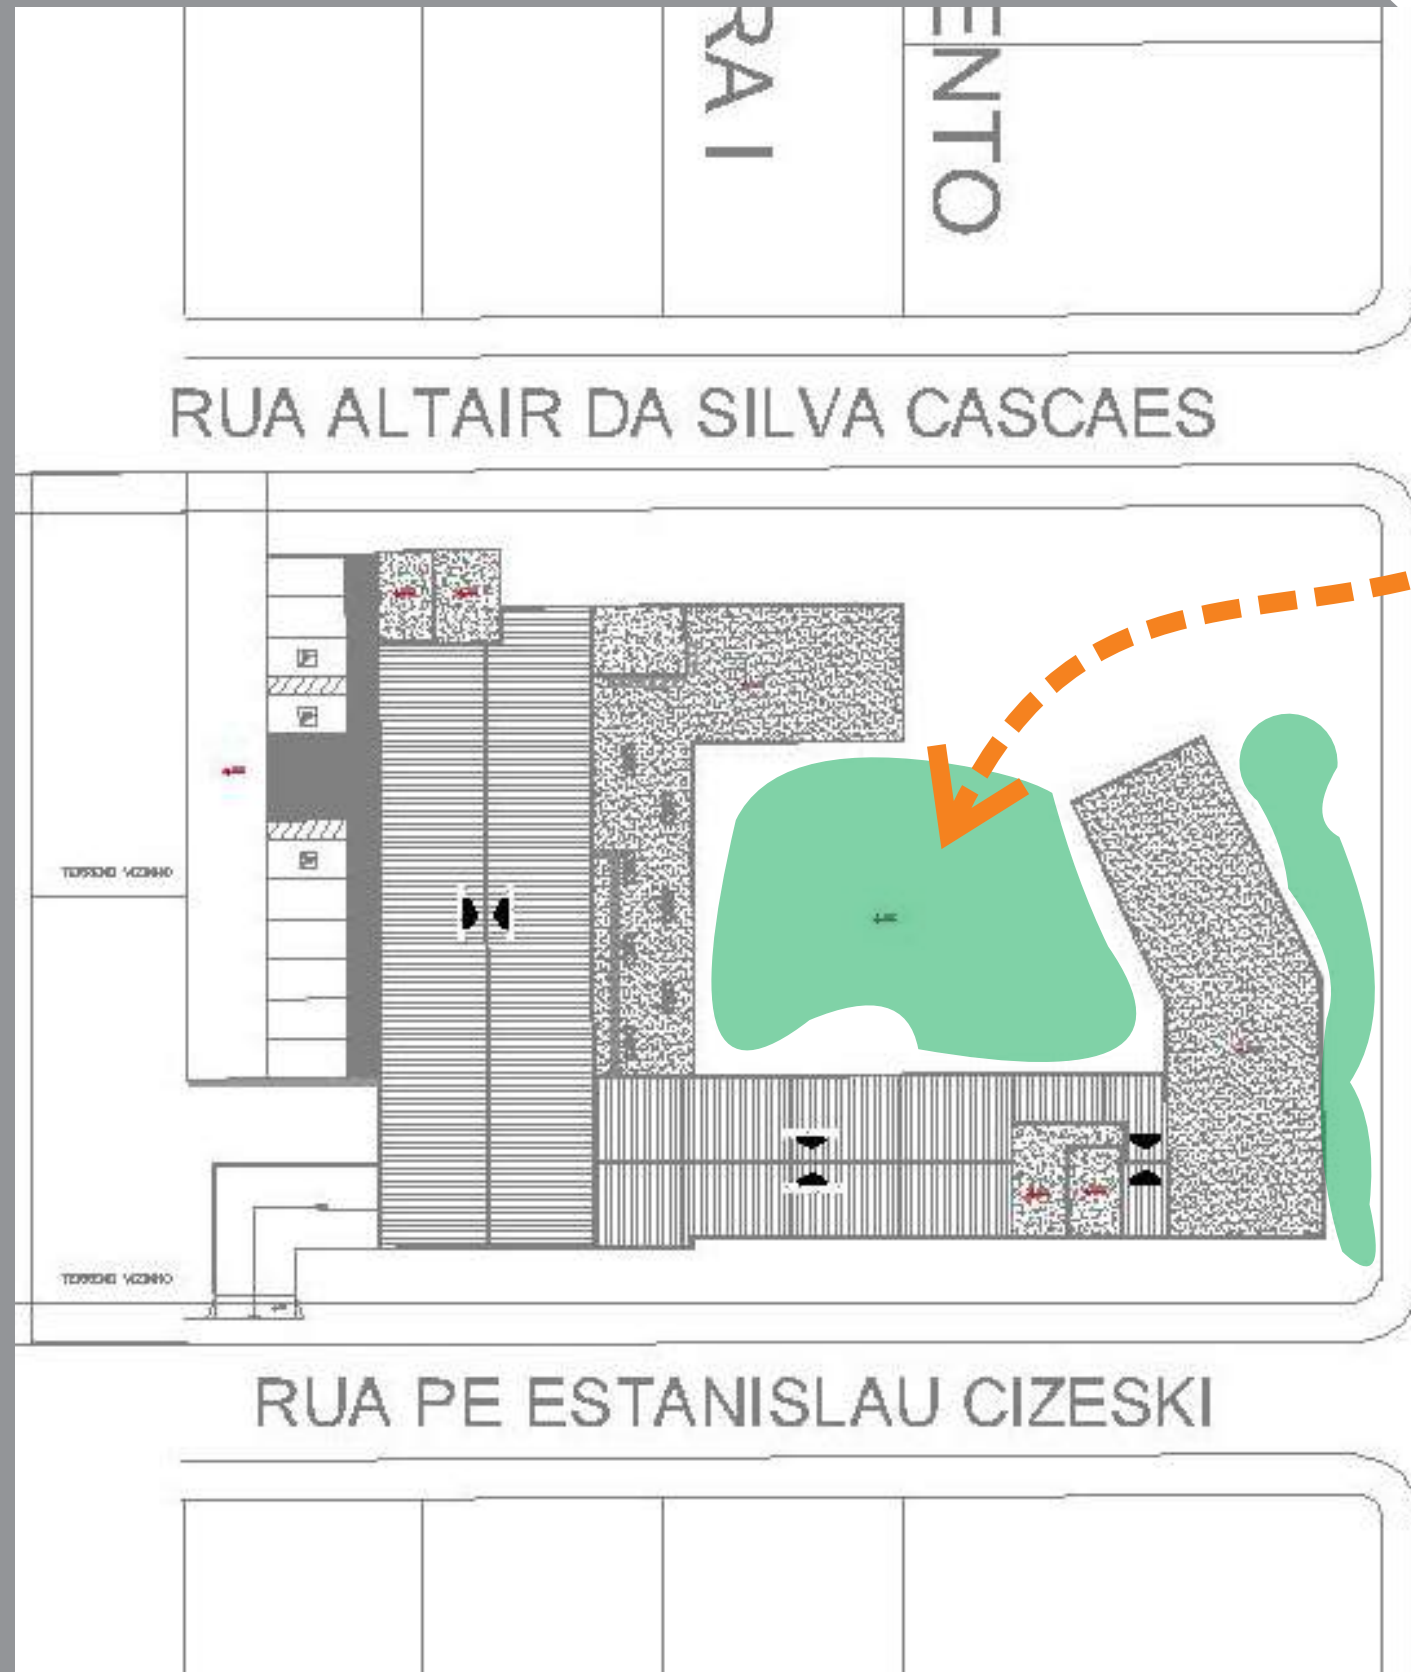 RA I
ENTO
RUA ALTAIR DA SILVA CASCAES
TERRENO VIZINHO
TERRENO VIZINHO
RUA PE ESTANISLAU CIZESKI